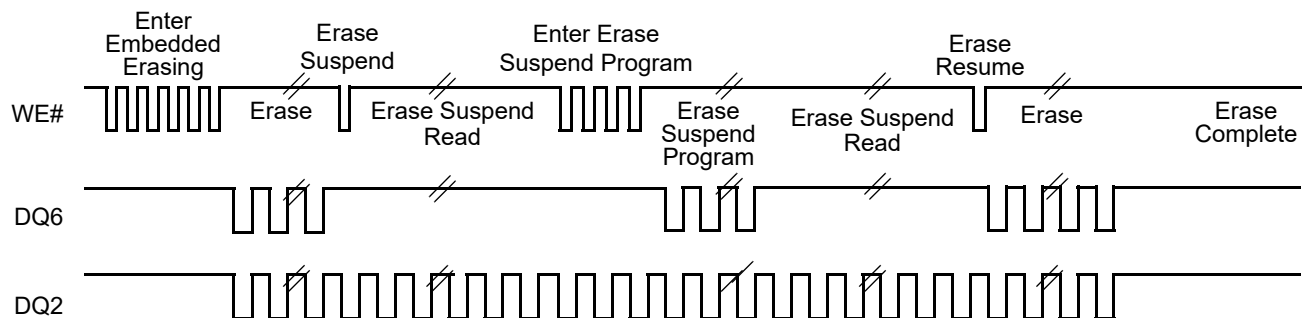 Enter
Embedded
Erasing
Erase
Suspend
Enter Erase
Suspend Program
Erase
Resume
WE#
Erase
Erase Suspend
Read
Erase
Suspend
Program
Erase Suspend
Read
Erase
Erase
Complete
DQ6
DQ2